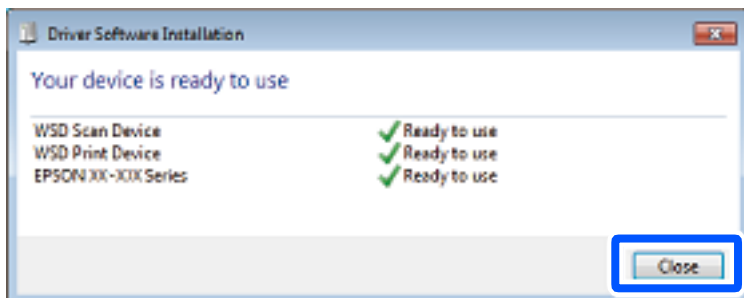 Driver Software Installation
Your device is ready to use
WSD Scan Device Ready to use
WSD Print Device Ready to use
EPSON XX-XXX Series Ready to use
Close